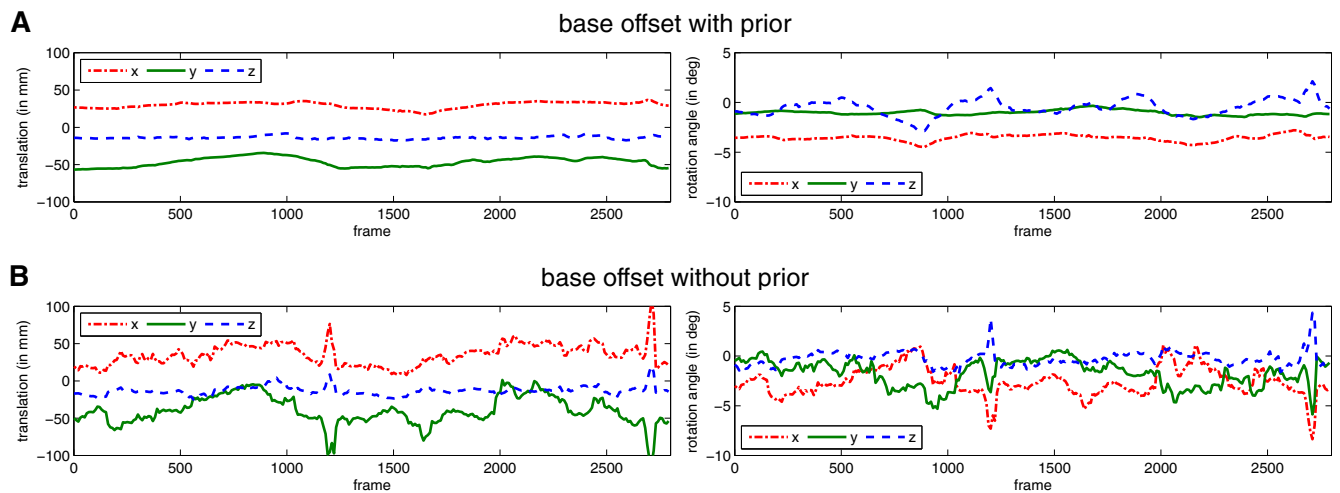 A
base offset with prior
translation (in mm)
100
50
0
−50
−100
x y z
0 500 1000 1500 2000 2500
frame
rotation angle (in deg)
5
0
−5
−10
x y z
0 500 1000 1500 2000 2500
frame
B
base offset without prior
translation (in mm)
100
50
0
−50
−100
x y z
0 500 1000 1500 2000 2500
frame
rotation angle (in deg)
5
0
−5
−10
x y z
0 500 1000 1500 2000 2500
frame